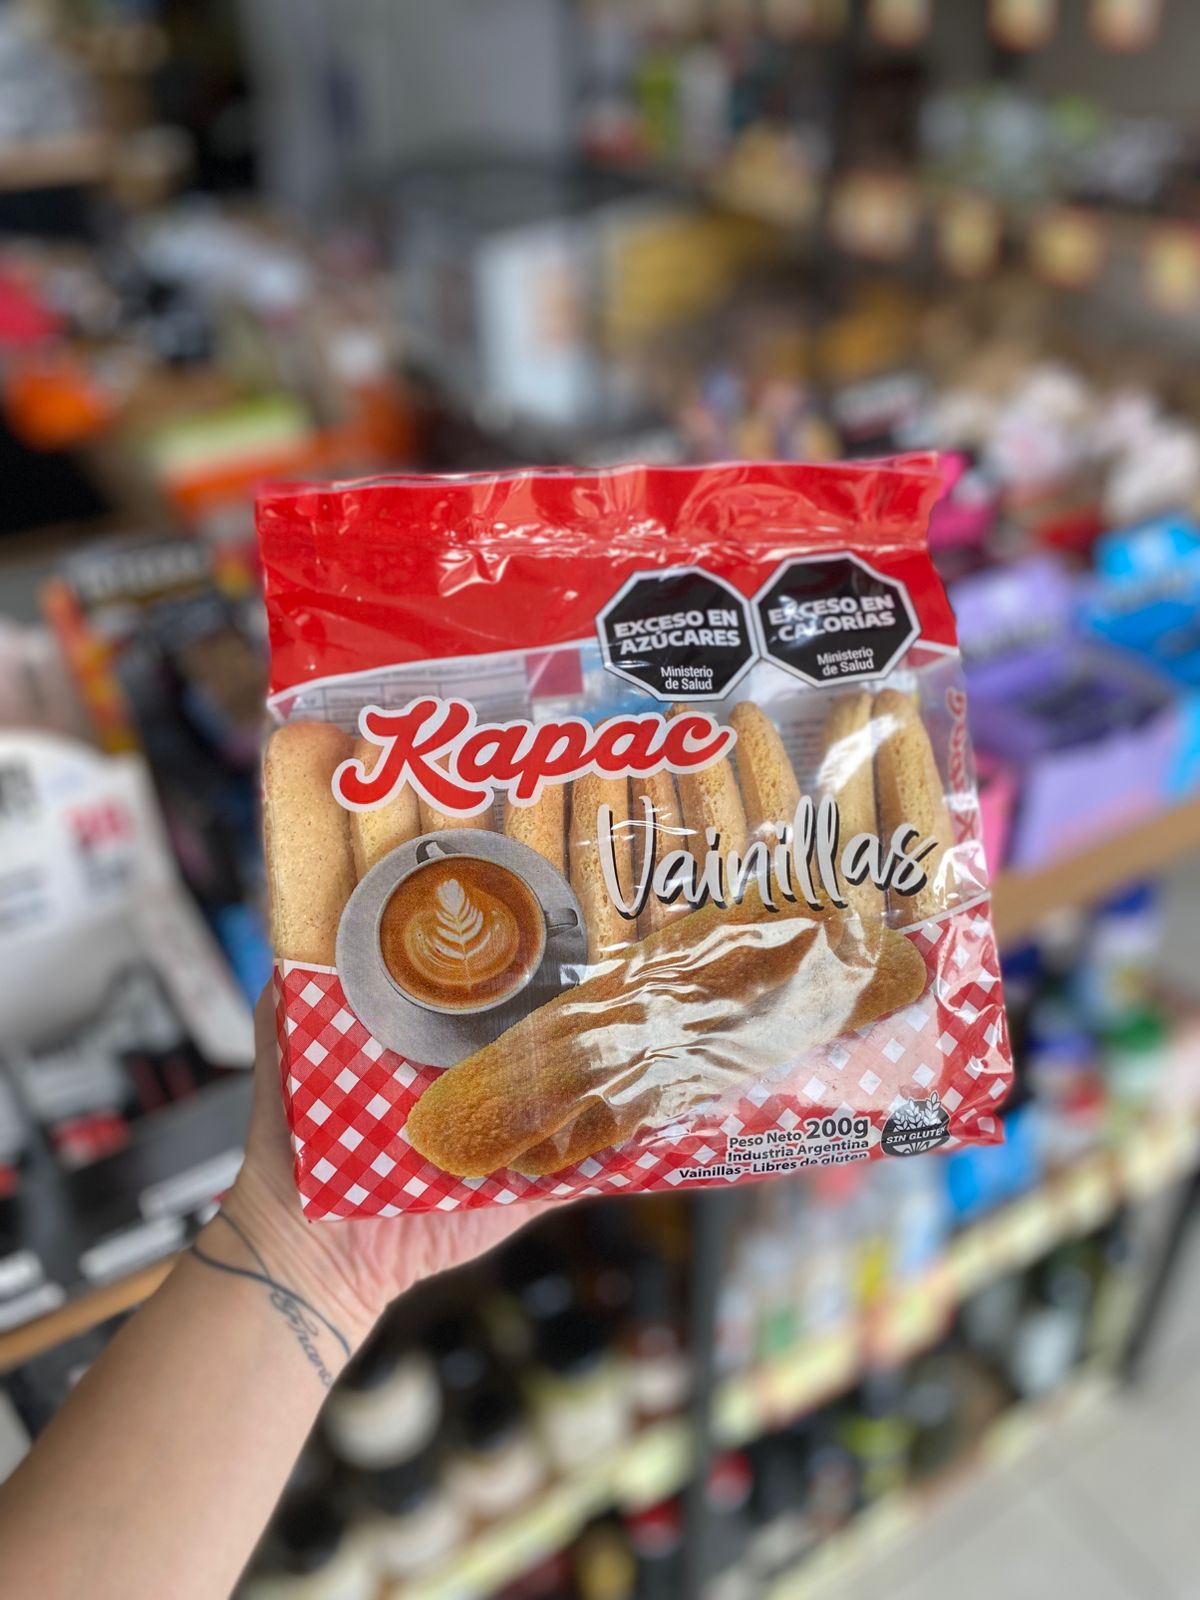 EXCESO EN
AZÚCARES
Ministerio
de Salud
EXCESO EN
CALORÍAS
Ministerio
de Salud
Kapac
Vainillas
Peso Neto 200g
Industria Argentina
Vainillas - Libres de gluten
SIN GLUTE